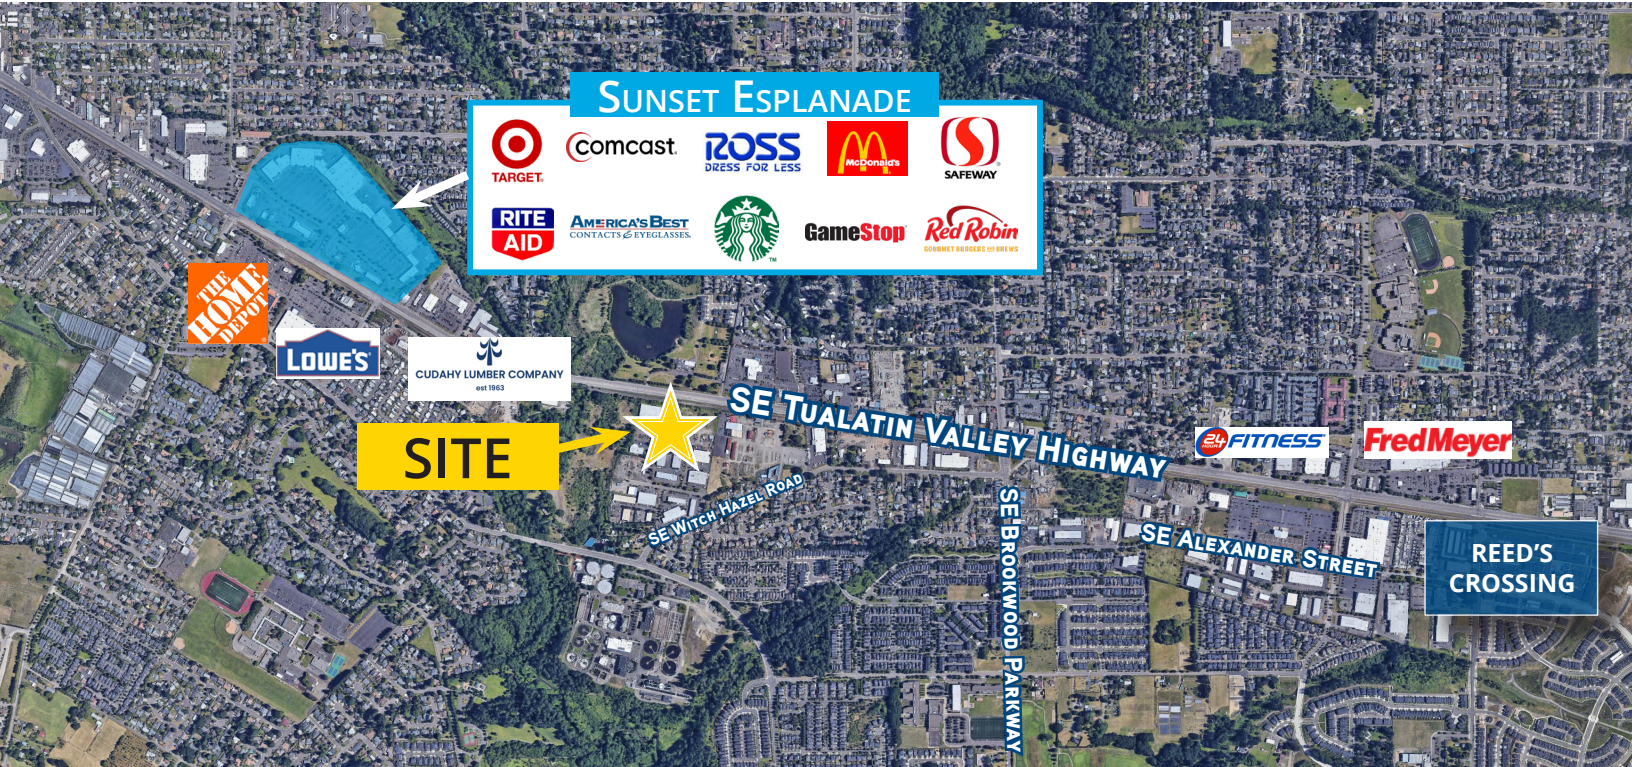 SUNSET ESPLANADE
TARGET
comcast.
ROSS
DRESS FOR LESS
McDonald's
SAFEWAY
RITE
AID
AMERICA'S BEST
CONTACTS & EYEGLASSES.
TM
GameStop
Red Robin
GOURMET BURGERS AND BREWS
THE
HOME
DEPOT
LOWE'S
CUDAHY LUMBER COMPANY
est 1963
SITE
SE TUALATIN VALLEY HIGHWAY
SE WITCH HAZEL ROAD
SE BROOKWOOD PARKWAY
24
HOUR
FITNESS
FredMeyer
SE ALEXANDER STREET
REED'S
CROSSING